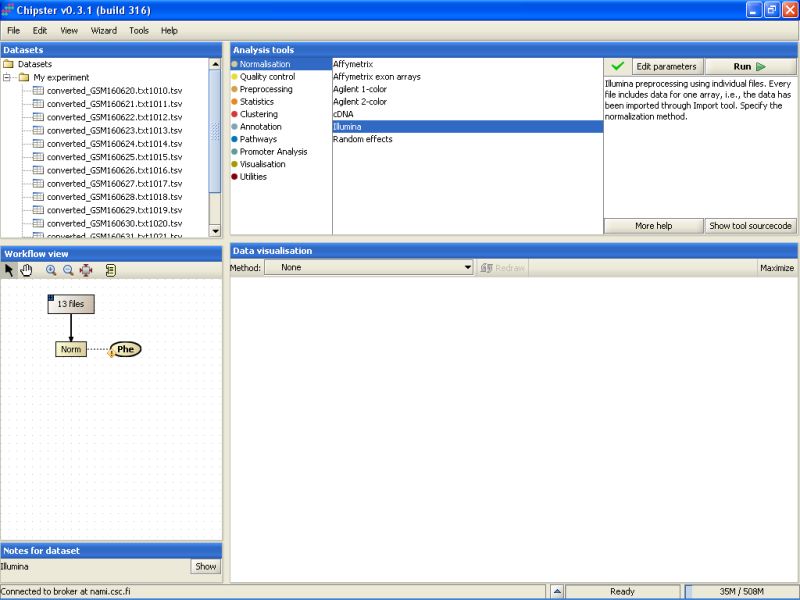 Chipster v0.3.1 (build 316)
File Edit View Wizard Tools Help
Datasets
Datasets
My experiment
converted_GSM160620.txt1010.tsv
converted_GSM160621.txt1011.tsv
converted_GSM160622.txt1012.tsv
converted_GSM160623.txt1013.tsv
converted_GSM160624.txt1014.tsv
converted_GSM160625.txt1015.tsv
converted_GSM160626.txt1016.tsv
converted_GSM160627.txt1017.tsv
converted_GSM160628.txt1018.tsv
converted_GSM160629.txt1019.tsv
converted_GSM160630.txt1020.tsv
converted_GSM160631.txt1021.tsv
Analysis tools
Normalisation
Quality control
Preprocessing
Statistics
Clustering
Annotation
Pathways
Promoter Analysis
Visualisation
Utilities
Affymetrix
Affymetrix exon arrays
Agilent 1-color
Agilent 2-color
cDNA
Illumina
Random effects
Edit parameters
Run
Illumina preprocessing using individual files. Every
file includes data for one array, i.e., the data has
been imported through Import tool. Specify the
normalization method.
More help
Show tool sourcecode
Workflow view
13 files
Norm
Phe
Data visualisation
Method:
None
Redraw
Maximize
Notes for dataset
Illumina
Show
Connected to broker at nami.csc.fi
Ready
35M / 508M